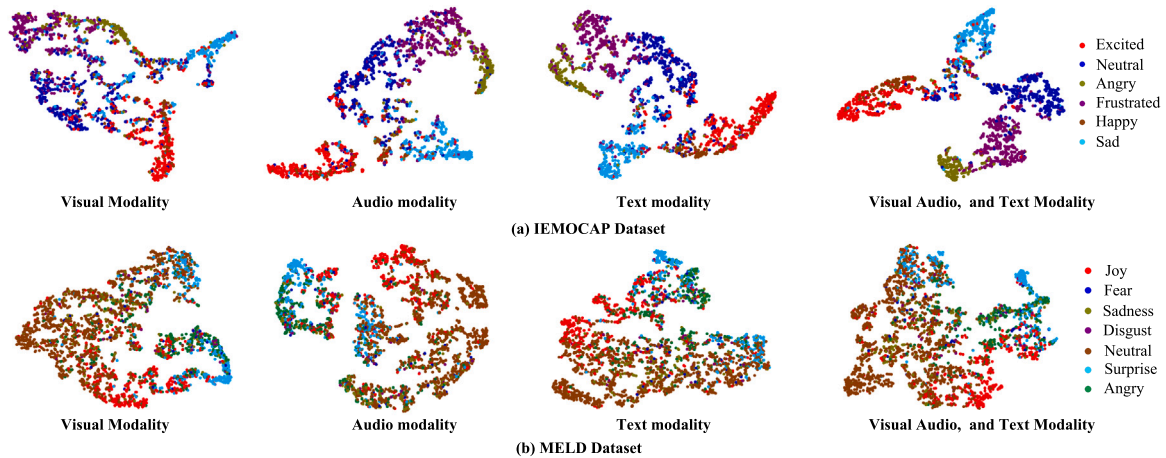 Excited
Neutral
Angry
Frustrated
Happy
Sad
Visual Modality
Audio modality
Text modality
Visual Audo, and Text Modality
(a) IEMOCAP Dataset
Joy
Fear
Sadness
Disgust
Neutral
Surprise
Angry
Visual Modality
Audio modality
Text modality
Visual Audio, and Text Modality
(b) MELD Dataset